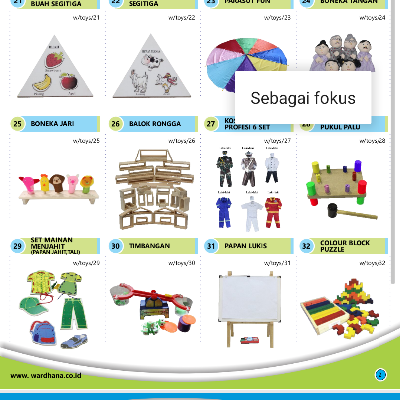 21 BUAH SEGITIGA
22 SEGITIGA
23 PARASUT FUN
24 BONEKA TANGAN
w/toys/21
w/toys/22
w/toys/23
w/toys/24
Sebagai fokus
25 BONEKA JARI
26 BALOK RONGGA
27 PROFESI 6 SET
28 PUKUL PALU
w/toys/25
w/toys/26
w/toys/27
w/toys/28
29 SET MAINAN
MENJAHIT
(PAPAN JAHIT,TALI)
30 TIMBANGAN
31 PAPAN LUKIS
32 COLOUR BLOCK
PUZZLE
w/toys/29
w/toys/30
w/toys/31
w/toys/32
www. wardhana.co.id